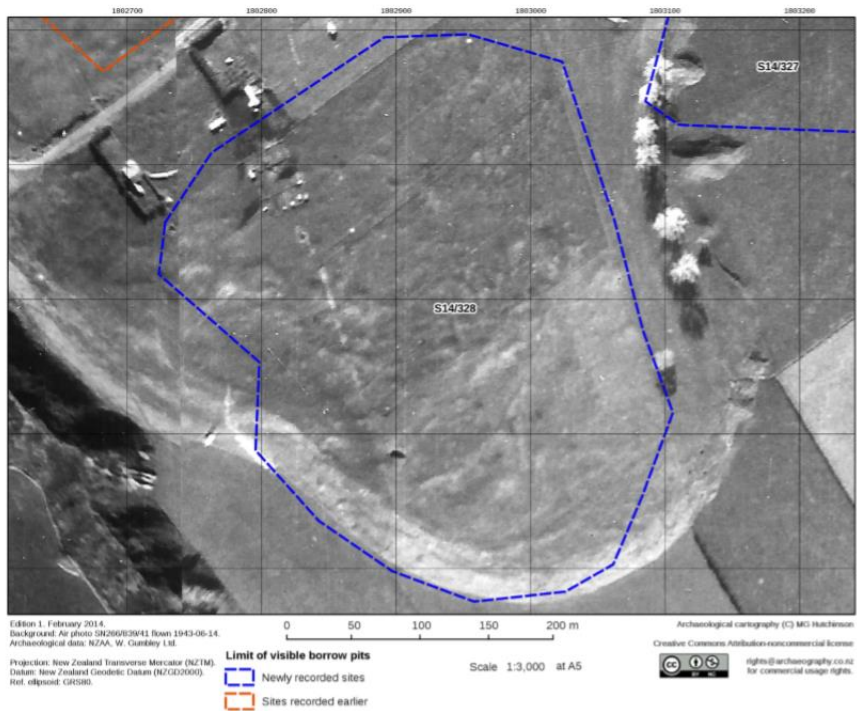 1802700 1802800 1802900 1803000 1803100 1803200
S14/327
S14/328
Edition 1. February 2014.
Background: Air photo SN266/839/41 flown 1943-06-14.
Archaeological data: NZAA, W. Gumbley Ltd.
Projection: New Zealand Transverse Mercator (NZTM).
Datum: New Zealand Geodetic Datum (NZGD2000).
Ref. ellipsoid: GRS80.
0 50 100 150 200 m
Limit of visible borrow pits
Newly recorded sites
Sites recorded earlier
Scale 1:3,000 at A5
Archaeological cartography (C) MG Hutchinson
Creative Commons Attribution-noncommercial license
cc
BY NC
rights@archaeography.co.nz
for commercial usage rights.